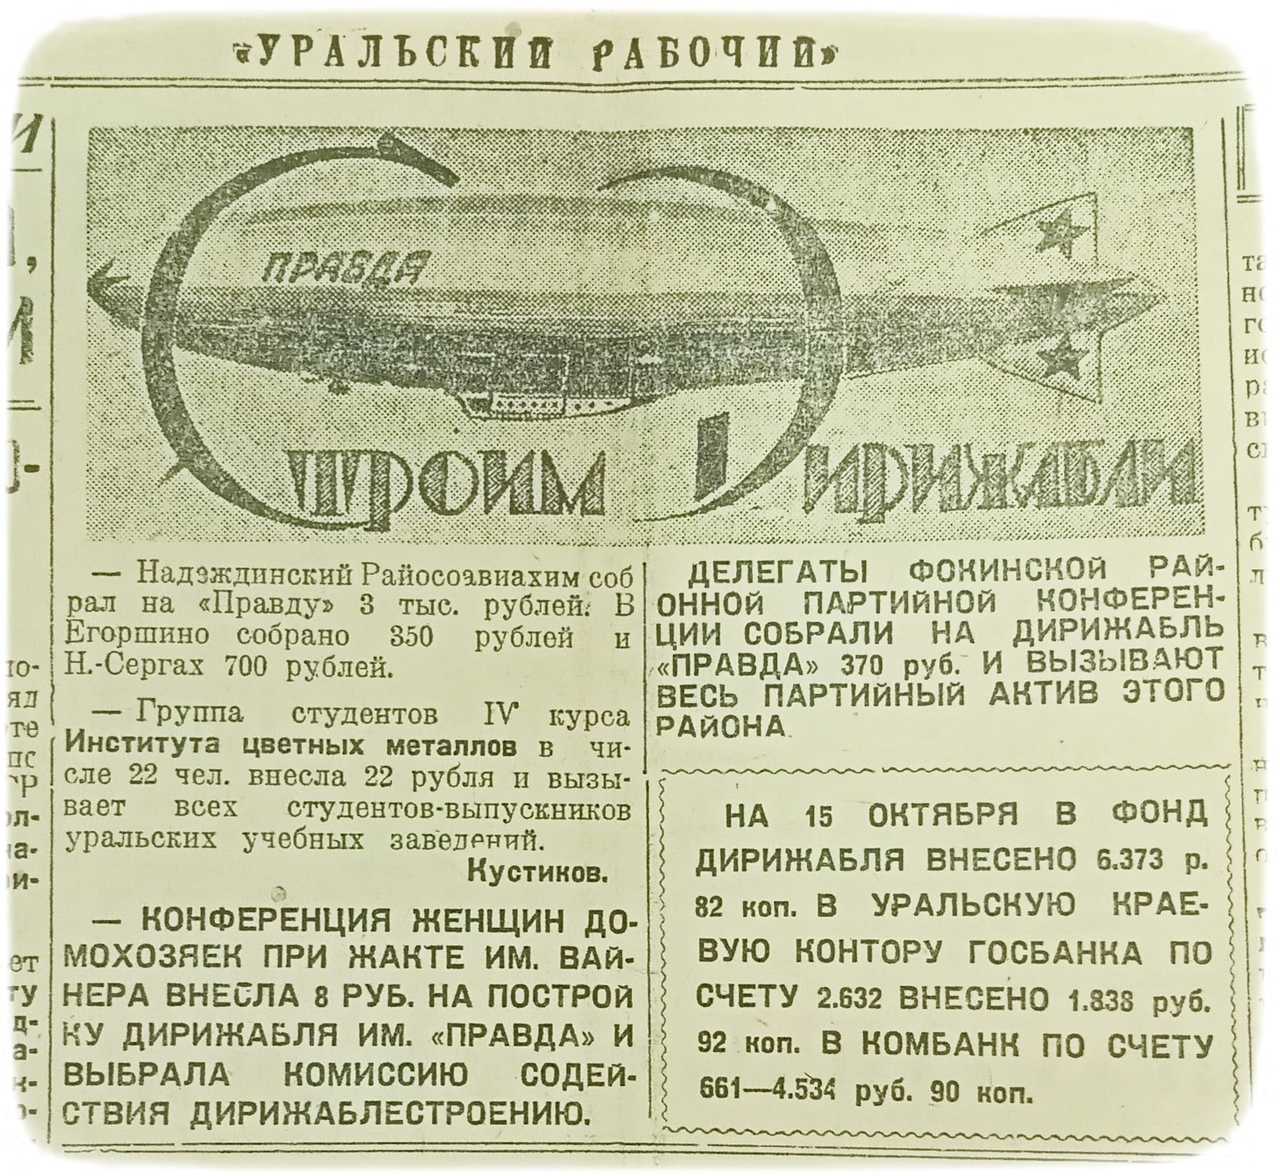 «УРАЛЬСКИЙ РАБОЧИЙ»
ПРАВДА
Строим Дирижабли
— Надэждинский Райосоавиахим соб
рал на «Правду» 3 тыс. рублей. В
Егоршино собрано 350 рублей и
Н.-Сергах 700 рублей.
— Группа студентов IV курса
Института цветных металлов в чи-
сле 22 чел. внесла 22 рубля и вызы-
вает всех студентов-выпускников
уральских учебных заведений.
Кустиков.
— КОНФЕРЕНЦИЯ ЖЕНЩИН ДО-
МОХОЗЯЕК ПРИ ЖАКТЕ ИМ. ВАЙ-
НЕРА ВНЕСЛА 8 РУБ. НА ПОСТРОЙ
КУ ДИРИЖАБЛЯ ИМ. «ПРАВДА» И
ВЫБРАЛА КОМИССИЮ СОДЕЙ-
СТВИЯ ДИРИЖАБЛЕСТРОЕНИЮ.
ДЕЛЕГАТЫ ФОКИНСКОЙ РАЙ-
ОННОЙ ПАРТИЙНОЙ КОНФЕРЕН-
ЦИИ СОБРАЛИ НА ДИРИЖАБЛЬ
«ПРАВДА» 370 руб. И ВЫЗЫВАЮТ
ВЕСЬ ПАРТИЙНЫЙ АКТИВ ЭТОГО
РАЙОНА.
НА 15 ОКТЯБРЯ В ФОНД
ДИРИЖАБЛЯ ВНЕСЕНО 6.373 р.
82 коп. В УРАЛЬСКУЮ КРАЕ-
ВУЮ КОНТОРУ ГОСБАНКА ПО
СЧЕТУ 2.632 ВНЕСЕНО 1.838 руб.
92 коп. В КОМБАНК ПО СЧЕТУ
661—4.534 руб. 90 коп.